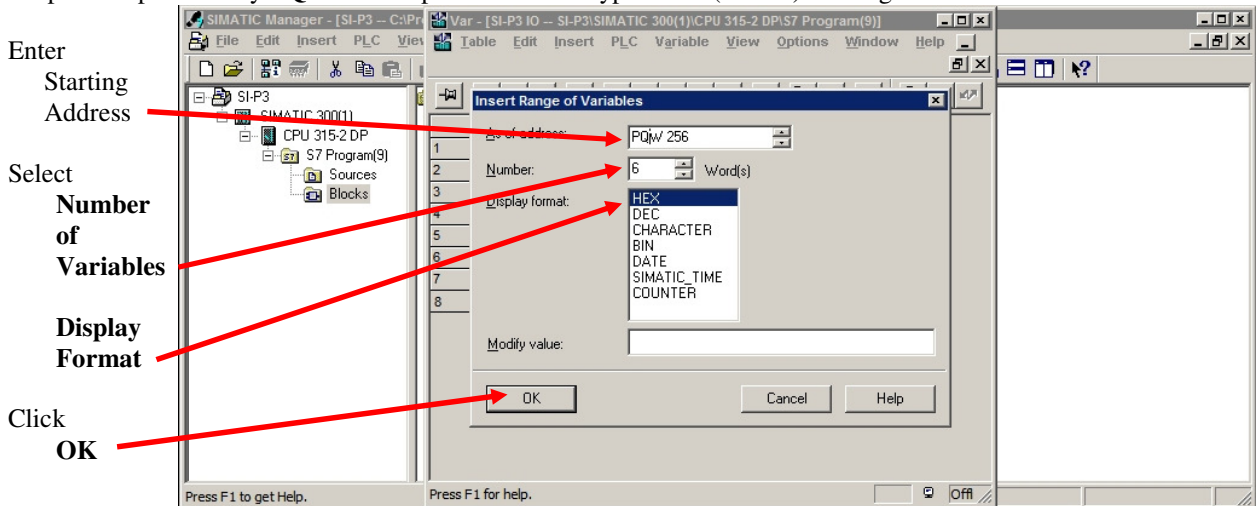 SIMATIC Manager - [SI-P3 -- C:\Pr
File Edit Insert PLC View
Var - [SI-P3 IO -- SI-P3\SIMATIC 300(1)\CPU 315-2 DP\S7 Program(9)]
Table Edit Insert PLC Variable View Options Window Help
Enter
Starting
Address
Select
Number
of
Variables
Display
Format
Click
OK
SI-P3
SIMATIC 300(1)
CPU 315-2 DP
S7 Program(9)
Sources
Blocks
1
2
3
4
5
6
7
8
Insert Range of Variables
As of address:
PQW 256
Number:
6
Word(s)
Display format:
HEX
DEC
CHARACTER
BIN
DATE
SIMATIC_TIME
COUNTER
Modify value:
OK Cancel Help
Press F1 to get Help.
Press F1 for help.
Offl